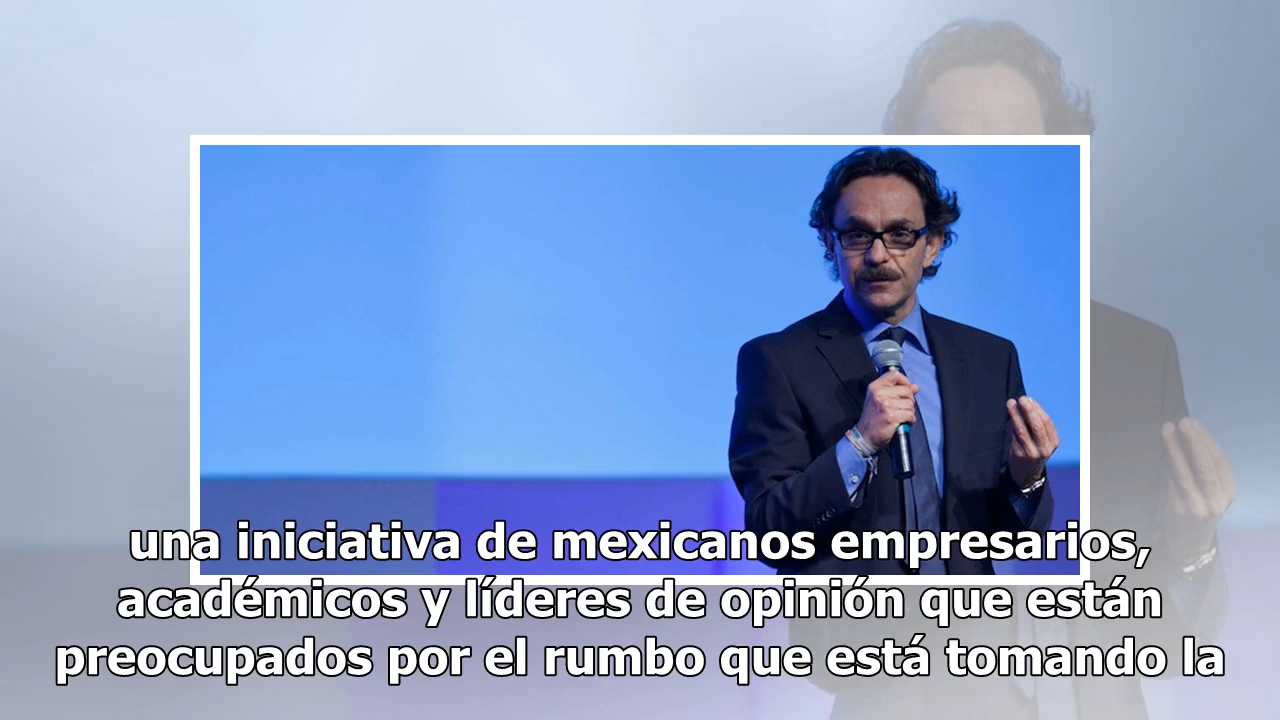 una iniciativa de mexicanos empresarios,
académicos y líderes de opinión que están
preocupados por el rumbo que está tomando la